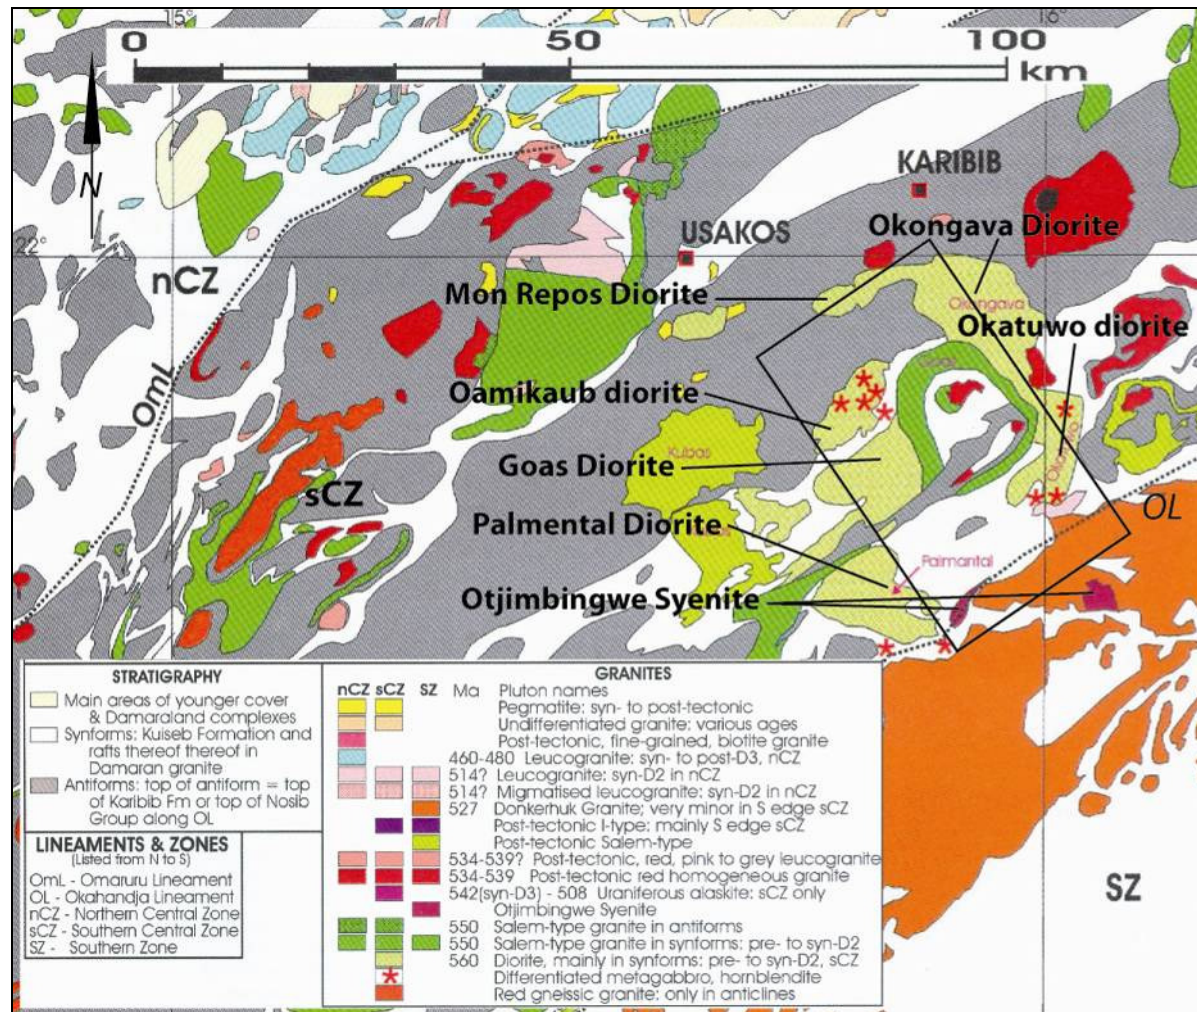 15°
16°
0 50 100
km
N
KARIBIB
Okongava Diorite
USAKOS
22°
nCZ
Mon Repos Diorite
Okongava
Okatuwo diorite
OmL
Oamikaub diorite
Kubas
Goas Diorite
sCZ
Palmental Diorite
OL
Palmantal
Otjimbingwe Syenite
SZ
STRATIGRAPHY
Main areas of younger cover
& Damaraland complexes
Synforms: Kuiseb Formation and
rafts thereof thereof in
Damaran granite
Antiforms: top of antiform = top
of Karibib Fm or top of Nosib
Group along OL
LINEAMENTS & ZONES
(Listed from N to S)
OmL - Omaruru Lineament
OL - Okahandja Lineament
nCZ - Northern Central Zone
sCZ - Southern Central Zone
SZ - Southern Zone
GRANITES
nCZ sCZ SZ Ma Pluton names
Pegmatite: syn- to post-tectonic
Undifferentiated granite: various ages
Post-tectonic, fine-grained, biotite granite
460-480 Leucogranite: syn- to post-D3, nCZ
514? Leucogranite: syn-D2 in nCZ
514? Migmatised leucogranite: syn-D2 in nCZ
527 Donkerhuk Granite; very minor in S edge sCZ
Post-tectonic I-type: mainly S edge sCZ
Post-tectonic Salem-type
534-539? Post-tectonic, red, pink to grey leucogranite
534-539 Post-tectonic red homogeneous granite
542(syn-D3) - 508 Uraniferous alaskite: sCZ only
Otjimbingwe Syenite
550 Salem-type granite in antiforms
550 Salem-type granite in synforms: pre- to syn-D2
560 Diorite, mainly in synforms: pre- to syn-D2, sCZ
Differentiated metagabbro, hornblendite
Red gneissic granite: only in anticlines